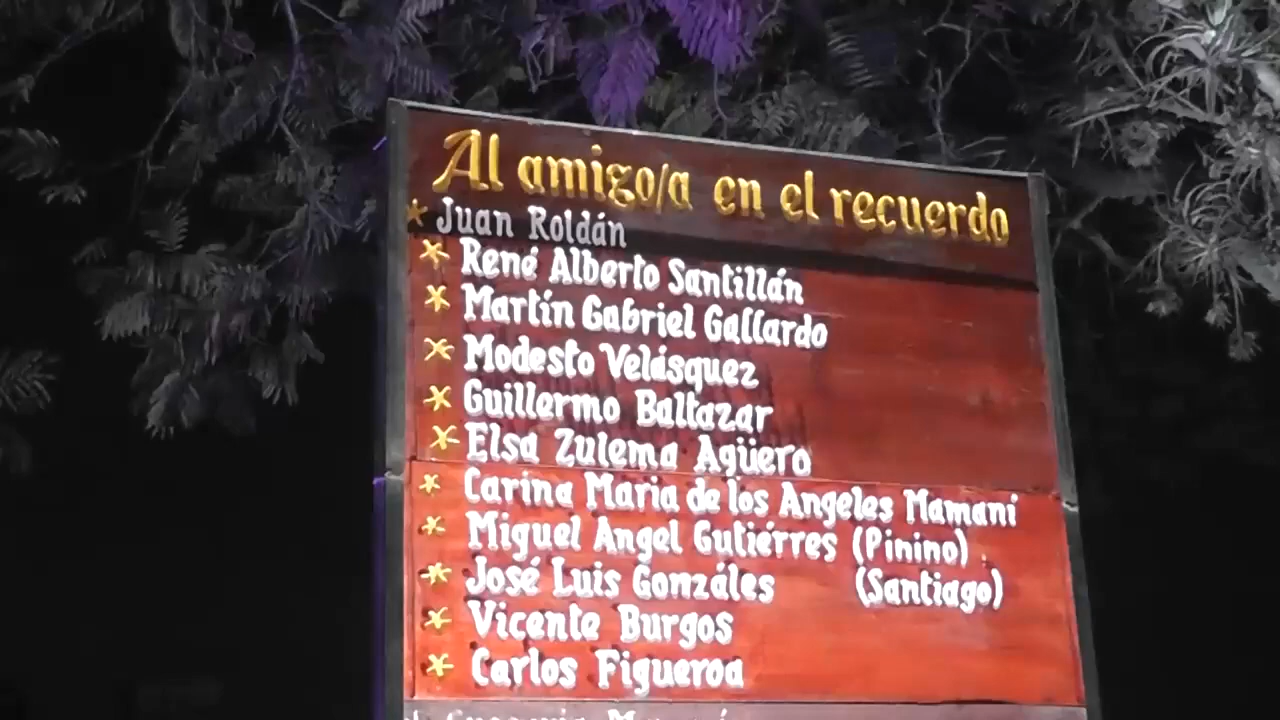 Al amigo/a en el recuerdo
Juan Roldán
René Alberto Santillán
Martín Gabriel Gallardo
Modesto Velásquez
Guillermo Baltazar
Elsa Zulema Agüero
Carina Maria de los Angeles Mamaní
Miguel Angel Gutiérres (Pinino)
José Luis Gonzáles (Santiago)
Vicente Burgos
Carlos Figueroa